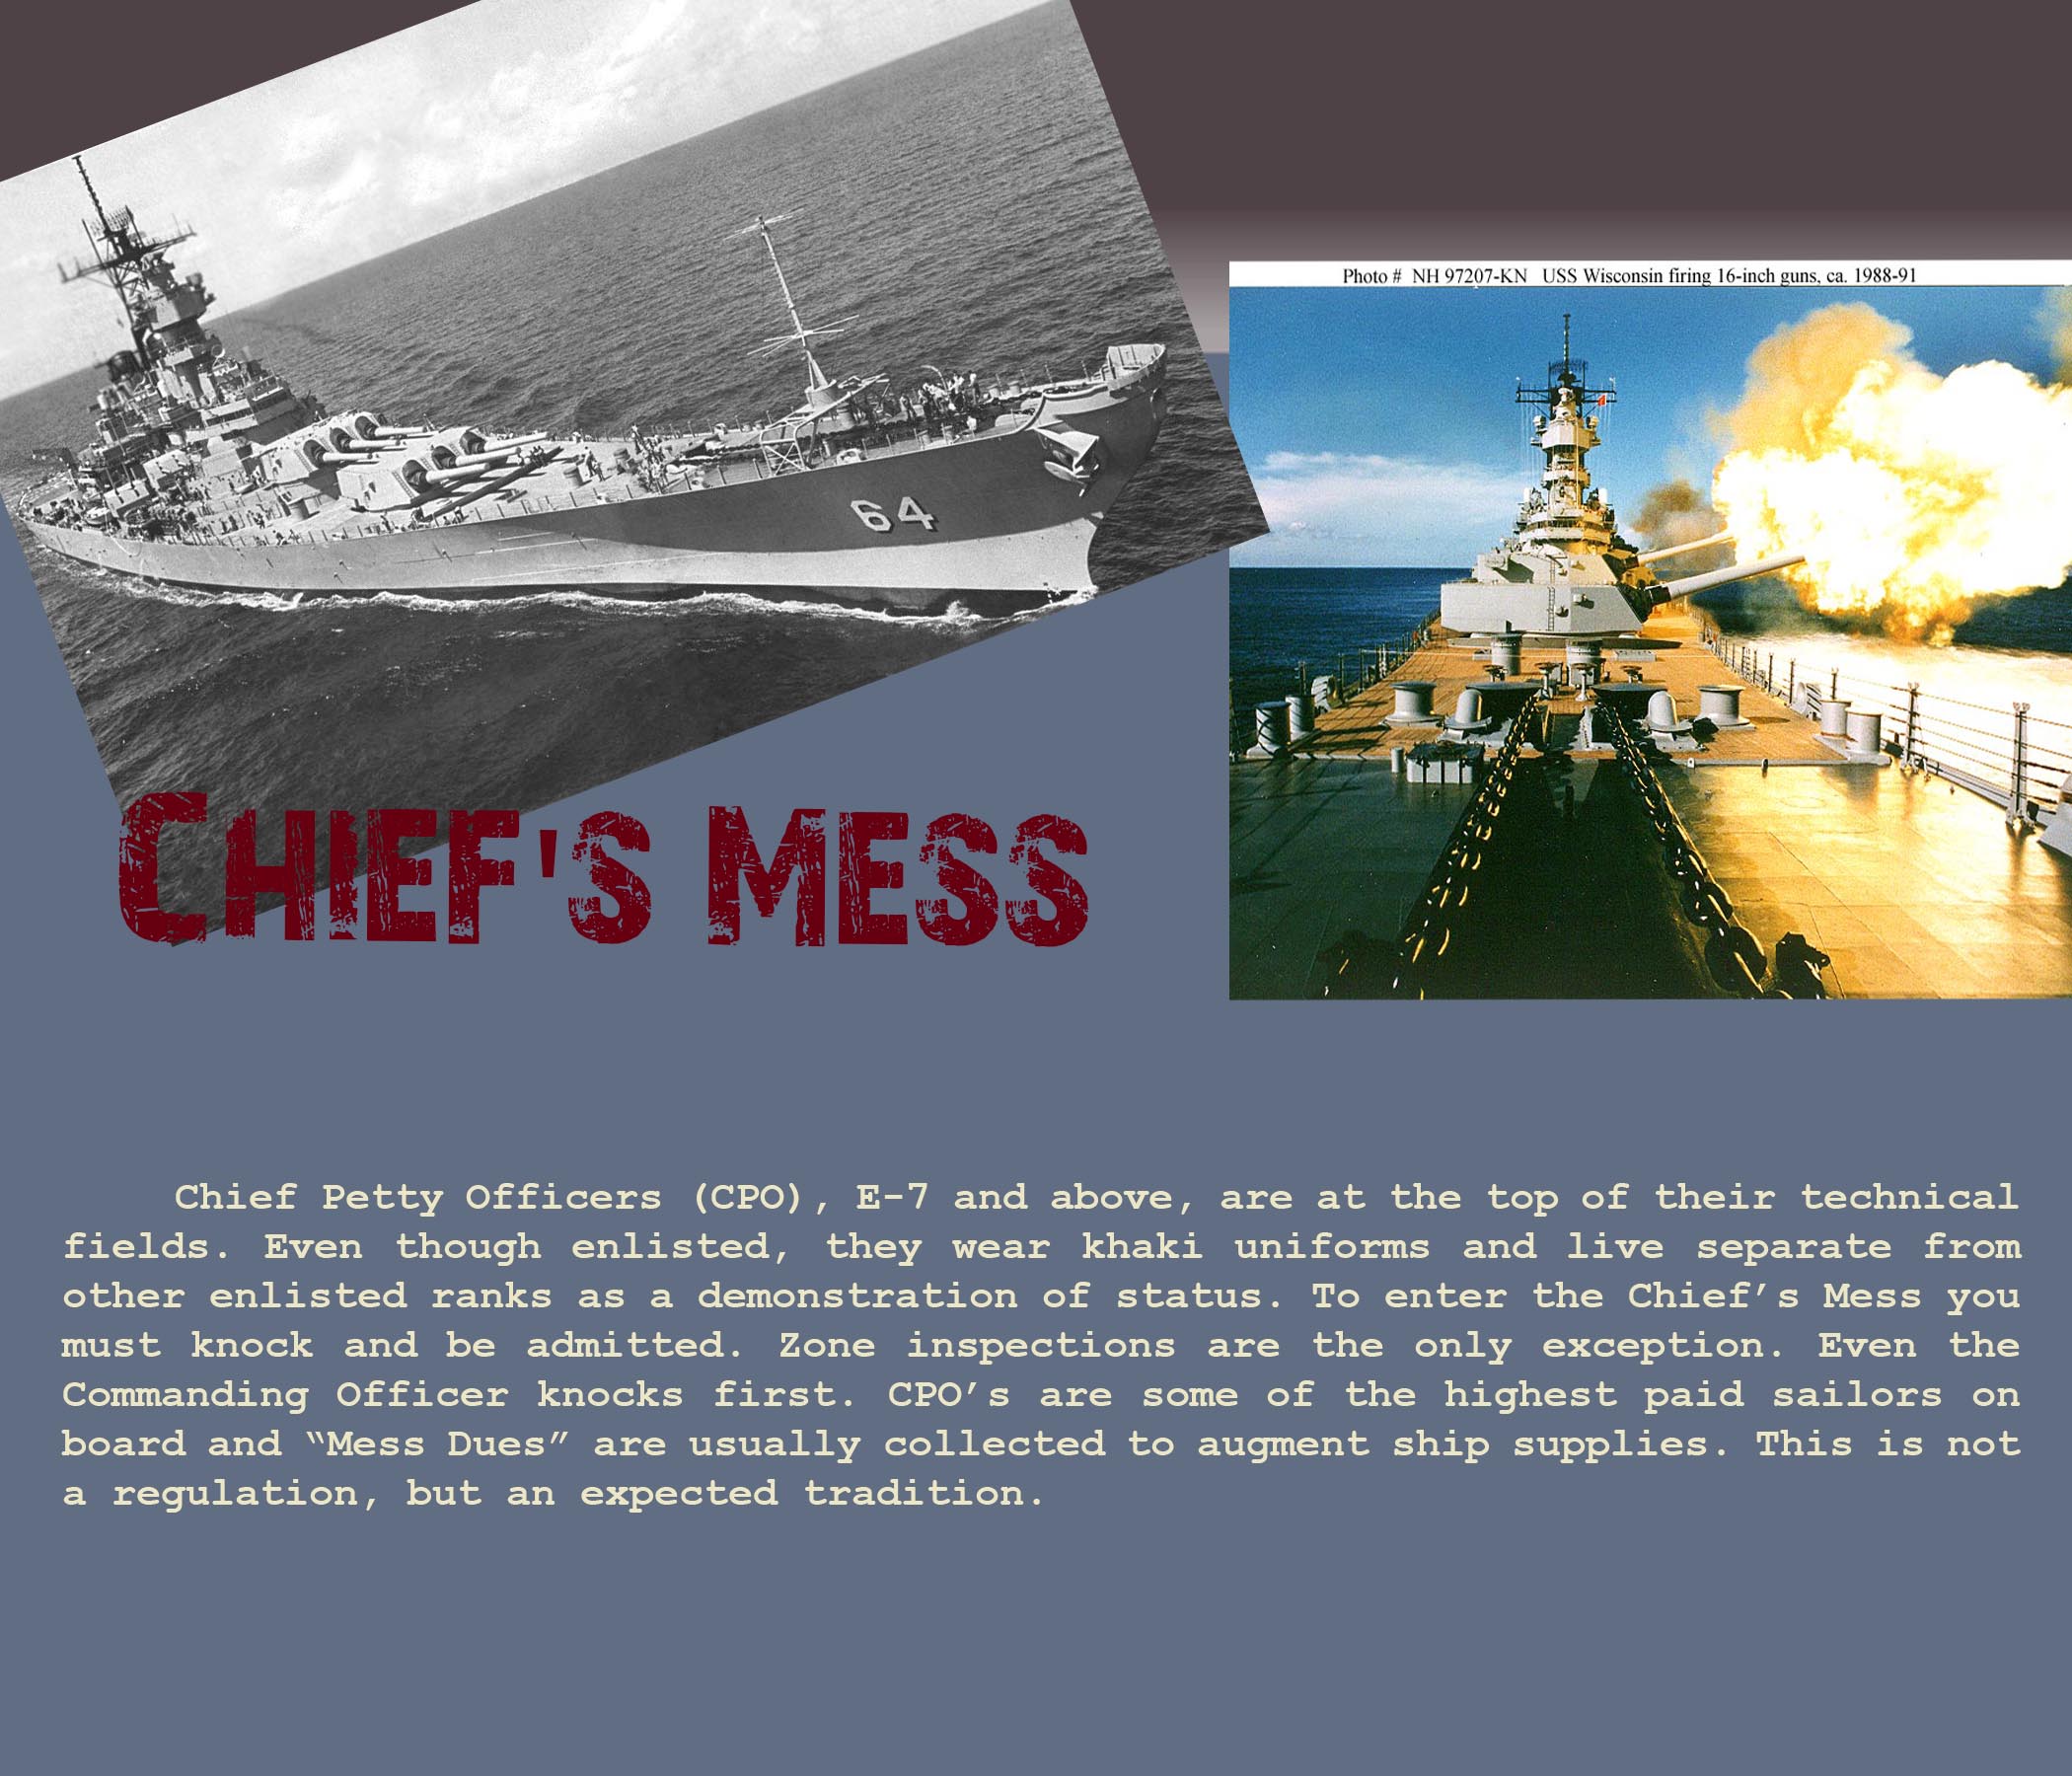 Photo # NH 97207-KN USS Wisconsin firing 16-inch guns, ca. 1988-91
64
Chief's Mess
Chief Petty Officers (CPO), E-7 and above, are at the top of their technical
fields. Even though enlisted, they wear khaki uniforms and live separate from
other enlisted ranks as a demonstration of status. To enter the Chief’s Mess you
must knock and be admitted. Zone inspections are the only exception. Even the
Commanding Officer knocks first. CPO’s are some of the highest paid sailors on
board and “Mess Dues” are usually collected to augment ship supplies. This is not
a regulation, but an expected tradition.